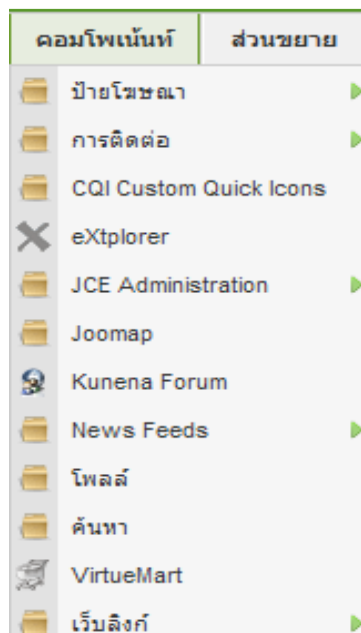 คอมโพเน้นท์ ส่วนขยาย
ป้ายโฆษณา
การติดต่อ
CQI Custom Quick Icons
eXtplorer
JCE Administration
Joomap
Kunena Forum
News Feeds
โพลล์
ค้นหา
VirtueMart
เว็บลิงก์